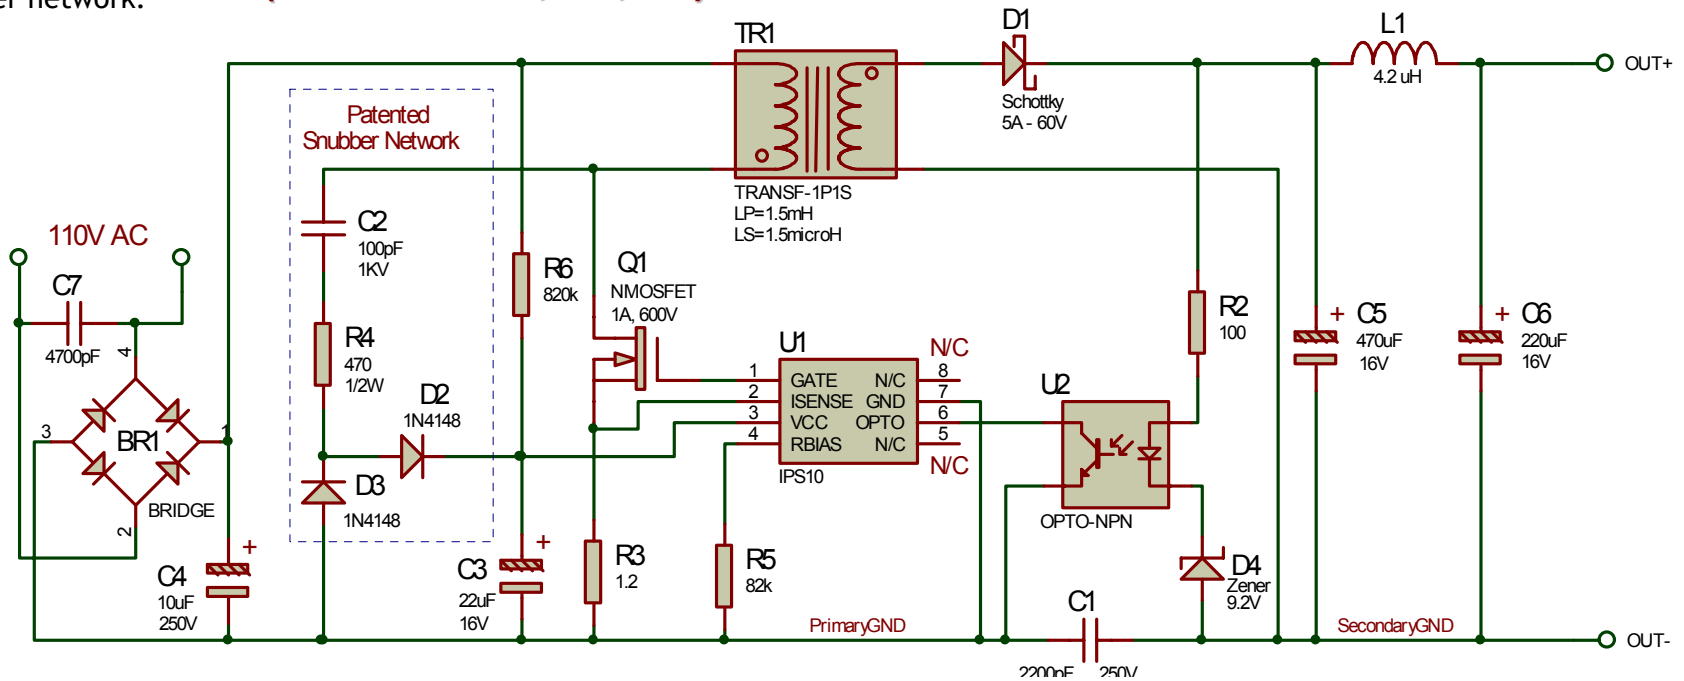 er network.
TR1
D1
L1
4.2 uH
OUT+
Schottky
5A - 60V
Patented
Snubber Network
TRANSF-1P1S
LP=1.5mH
LS=1.5microH
110V AC
C2
100pF
1KV
R6
820k
Q1
NMOSFET
1A, 600V
C7
4700pF
R4
470
1/2W
R2
100
C5
470uF
16V
+
C6
220uF
16V
+
U1
N/C
1
2
3
4
GATE
ISENSE
VCC
RBIAS
N/C
GND
OPTO
N/C
8
7
6
5
N/C
IPS10
U2
OPTO-NPN
D2
1N4148
4
3
1
2
BR1
BRIDGE
D3
1N4148
C4
10uF
250V
+
C3
22uF
16V
+
R3
1.2
R5
82k
D4
Zener
9.2V
C1
2200pF
250V
PrimaryGND
SecondaryGND
OUT-